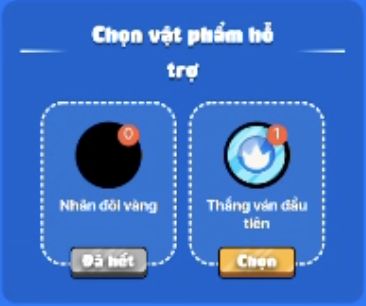 Chọn vật phẩm hỗ
trợ
0
1
Nhân đôi vàng
Thắng ván đầu
tiên
Đã hết
Chọn